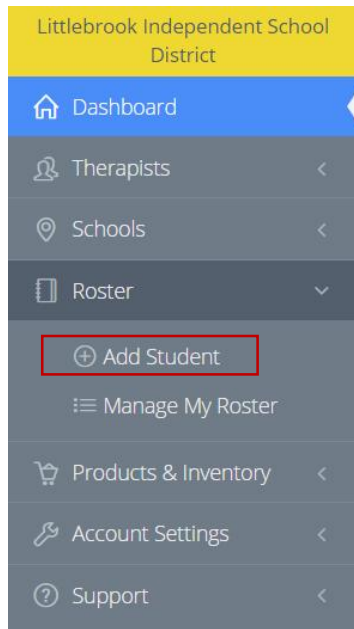 Littlebrook Independent School
District
Dashboard
Therapists
Schools
Roster
Add Student
Manage My Roster
Products & Inventory
Account Settings
Support